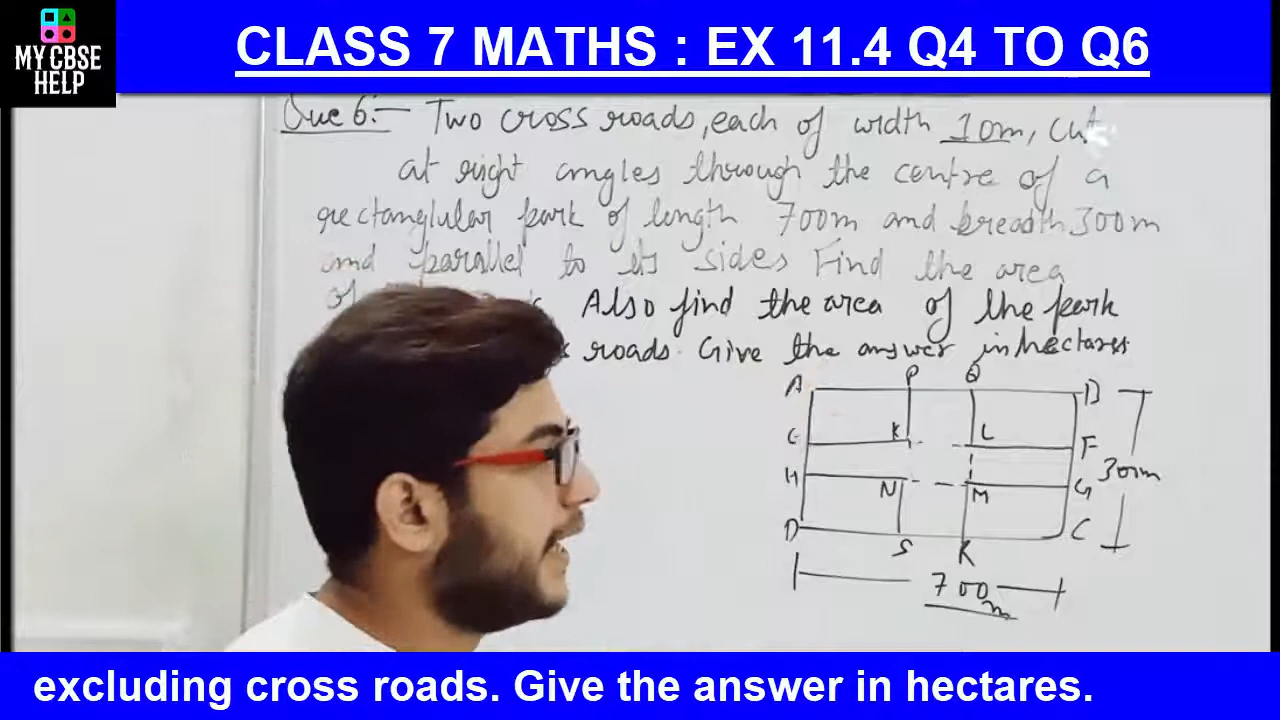 MY CBSE
HELP
CLASS 7 MATHS : EX 11.4 Q4 TO Q6
Que 6:- Two cross roads, each of width 10m, cut
at right angles through the centre of a
rectanglular park of length 700m and breadth 300m
and parallel to its sides Find the area
of Also find the area of the park
roads. Give the answer in hectares
A P Q B
K L F
H N M G
D S R C
300m
700m
excluding cross roads. Give the answer in hectares.